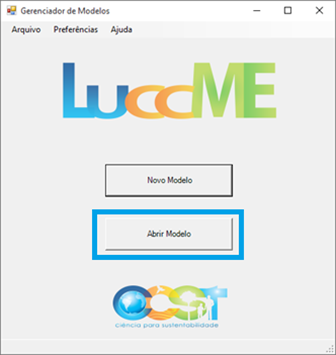 Gerenciador de Modelos
Arquivo Preferências Ajuda
LuccME
Novo Modelo
Abrir Modelo
CCST
ciência para sustentabilidade